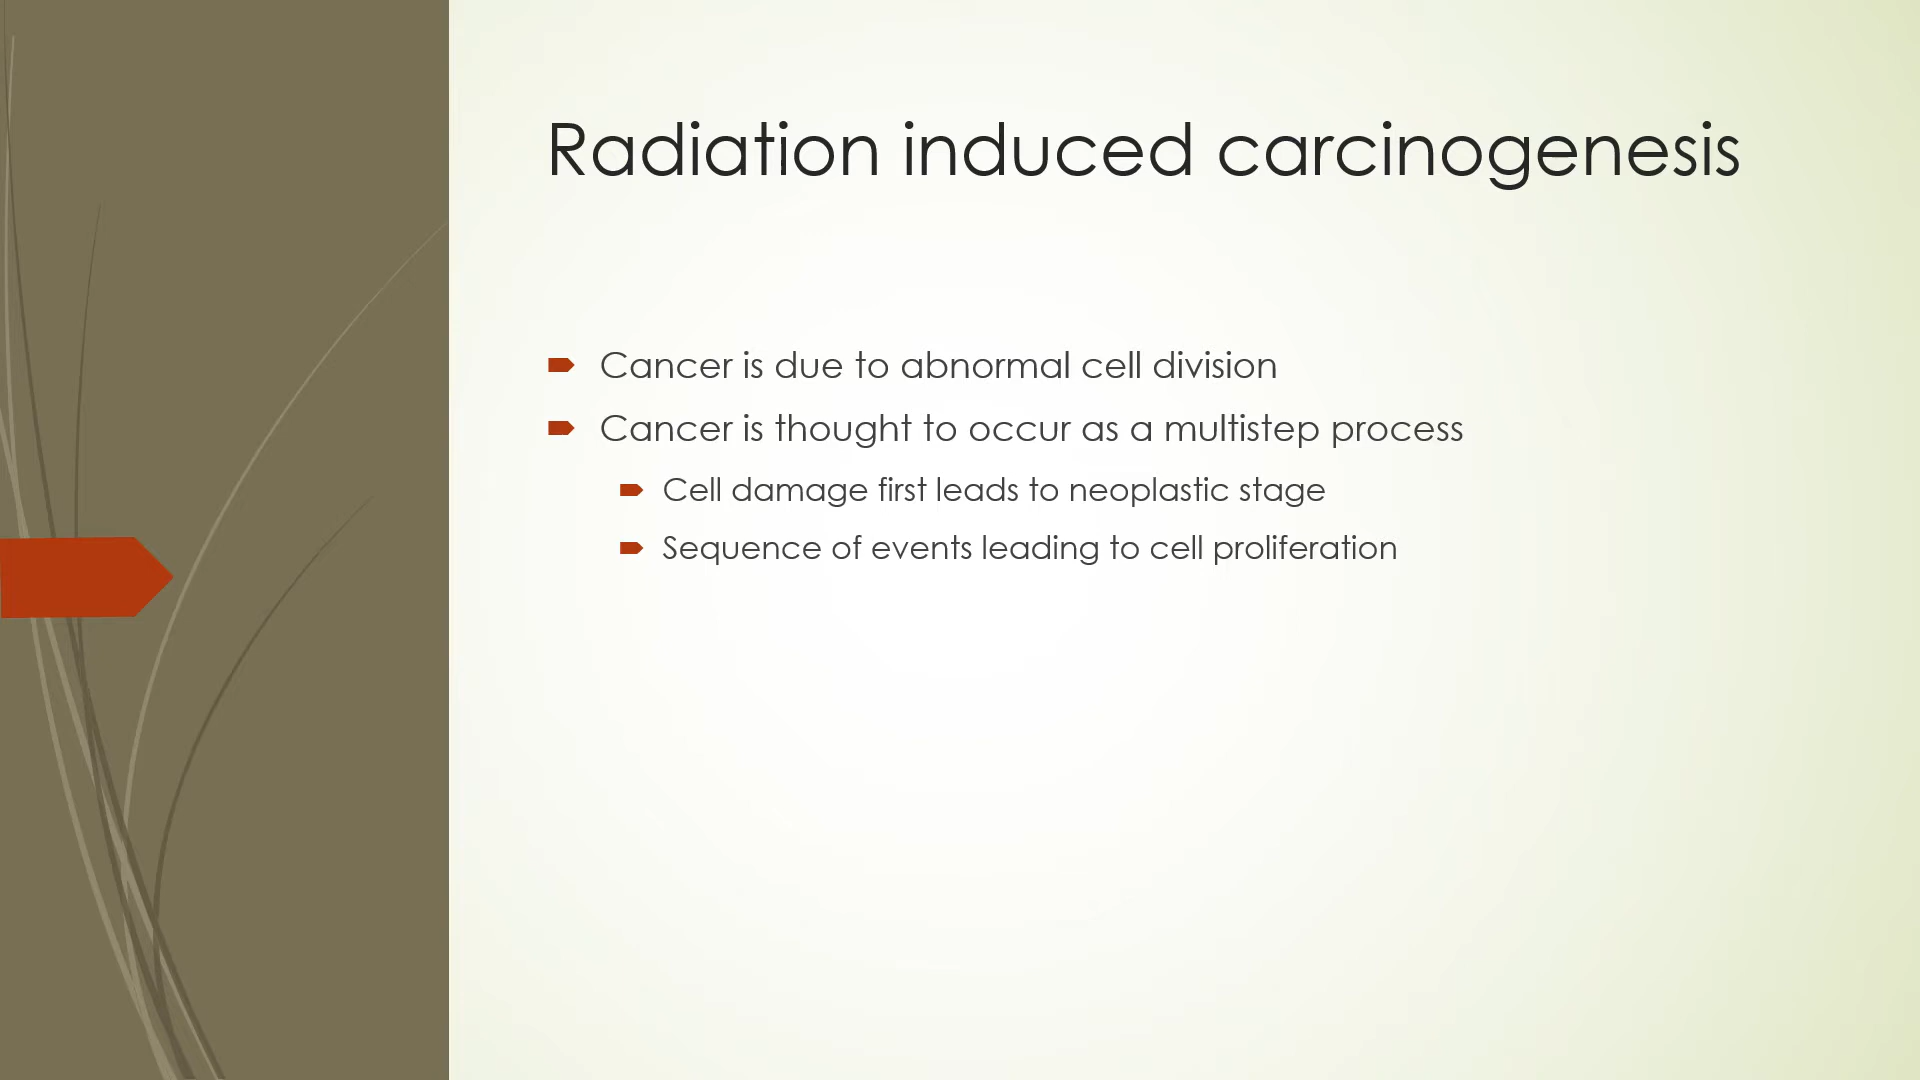 Radiation induced carcinogenesis
Cancer is due to abnormal cell division
Cancer is thought to occur as a multistep process
Cell damage first leads to neoplastic stage
Sequence of events leading to cell proliferation